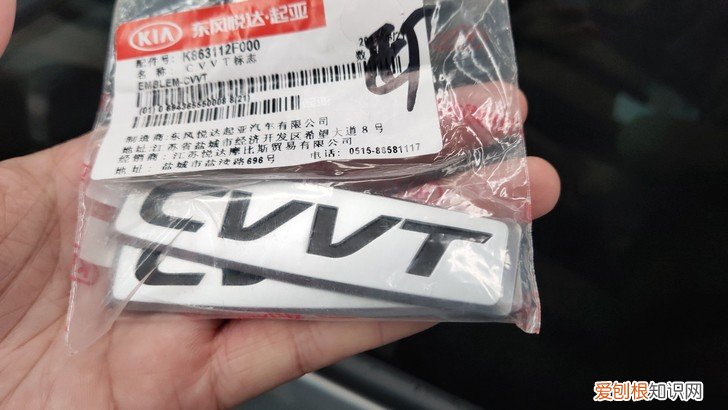 KIA 东风悦达·起亚
配件号: K863112F000
名 称: CVVT标志
EMBLEM-CVVT
制造商:东风悦达起亚汽车有限公司
地址:江苏省盐城市经济开发区希望大道8号
经销商:江苏悦达摩比斯贸易有限公司
地址: 盐城市盐渎路696号 电话: 0515-88581117
CVVT
CV
爱刨根知识网